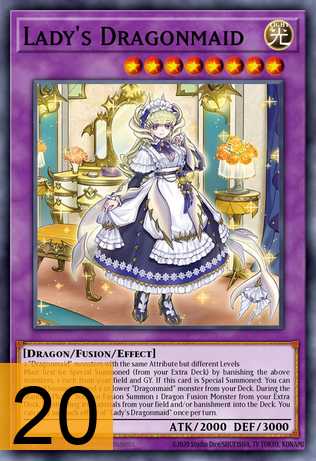 LADY'S DRAGONMAID
LIGHT
光
[DRAGON/FUSION/EFFECT]
"Dragonmaid" monsters with the same Attribute but different Levels
Must first be Special Summoned (from your Extra Deck) by banishing the above
from your field and GY. If this card is Special Summoned: You can
or lower "Dragonmaid" monster from your Deck. During the
Fusion Summon 1 Dragon Fusion Monster from your Extra
materials from your field and/or banishment into the Deck. You
effect of "Lady's Dragonmaid" once per turn.
20
ATK/2000 DEF/3000
©2020 Studio Dice/SHUEISHA, TV TOKYO, KONAMI